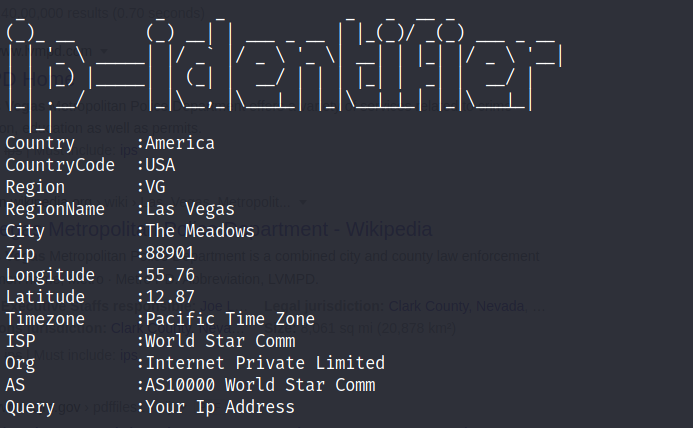 ip-identifier
Country :America
CountryCode :USA
Region :VG
RegionName :Las Vegas
City :The Meadows
Zip :88901
Longitude :55.76
Latitude :12.87
Timezone :Pacific Time Zone
ISP :World Star Comm
Org :Internet Private Limited
AS :AS10000 World Star Comm
Query :Your Ip Address